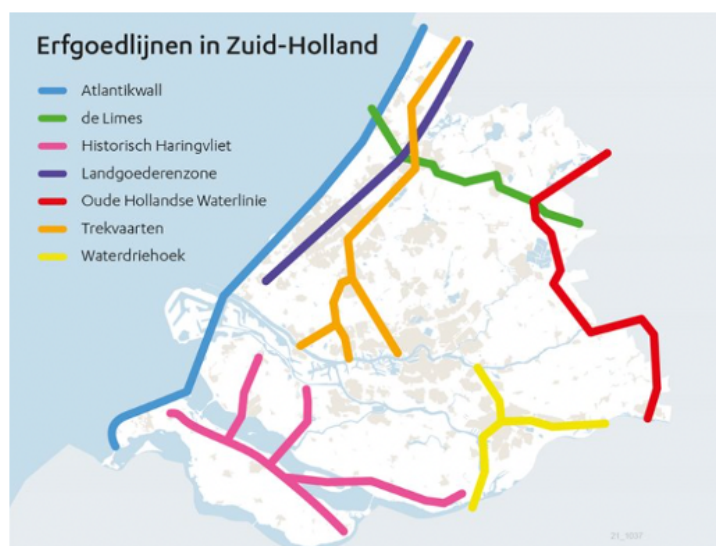 Erfgoedlijnen in Zuid-Holland
Atlantikwall
de Limes
Historisch Haringvliet
Landgoederenzone
Oude Hollandse Waterlinie
Trekvaarten
Waterdriehoek
21_1037